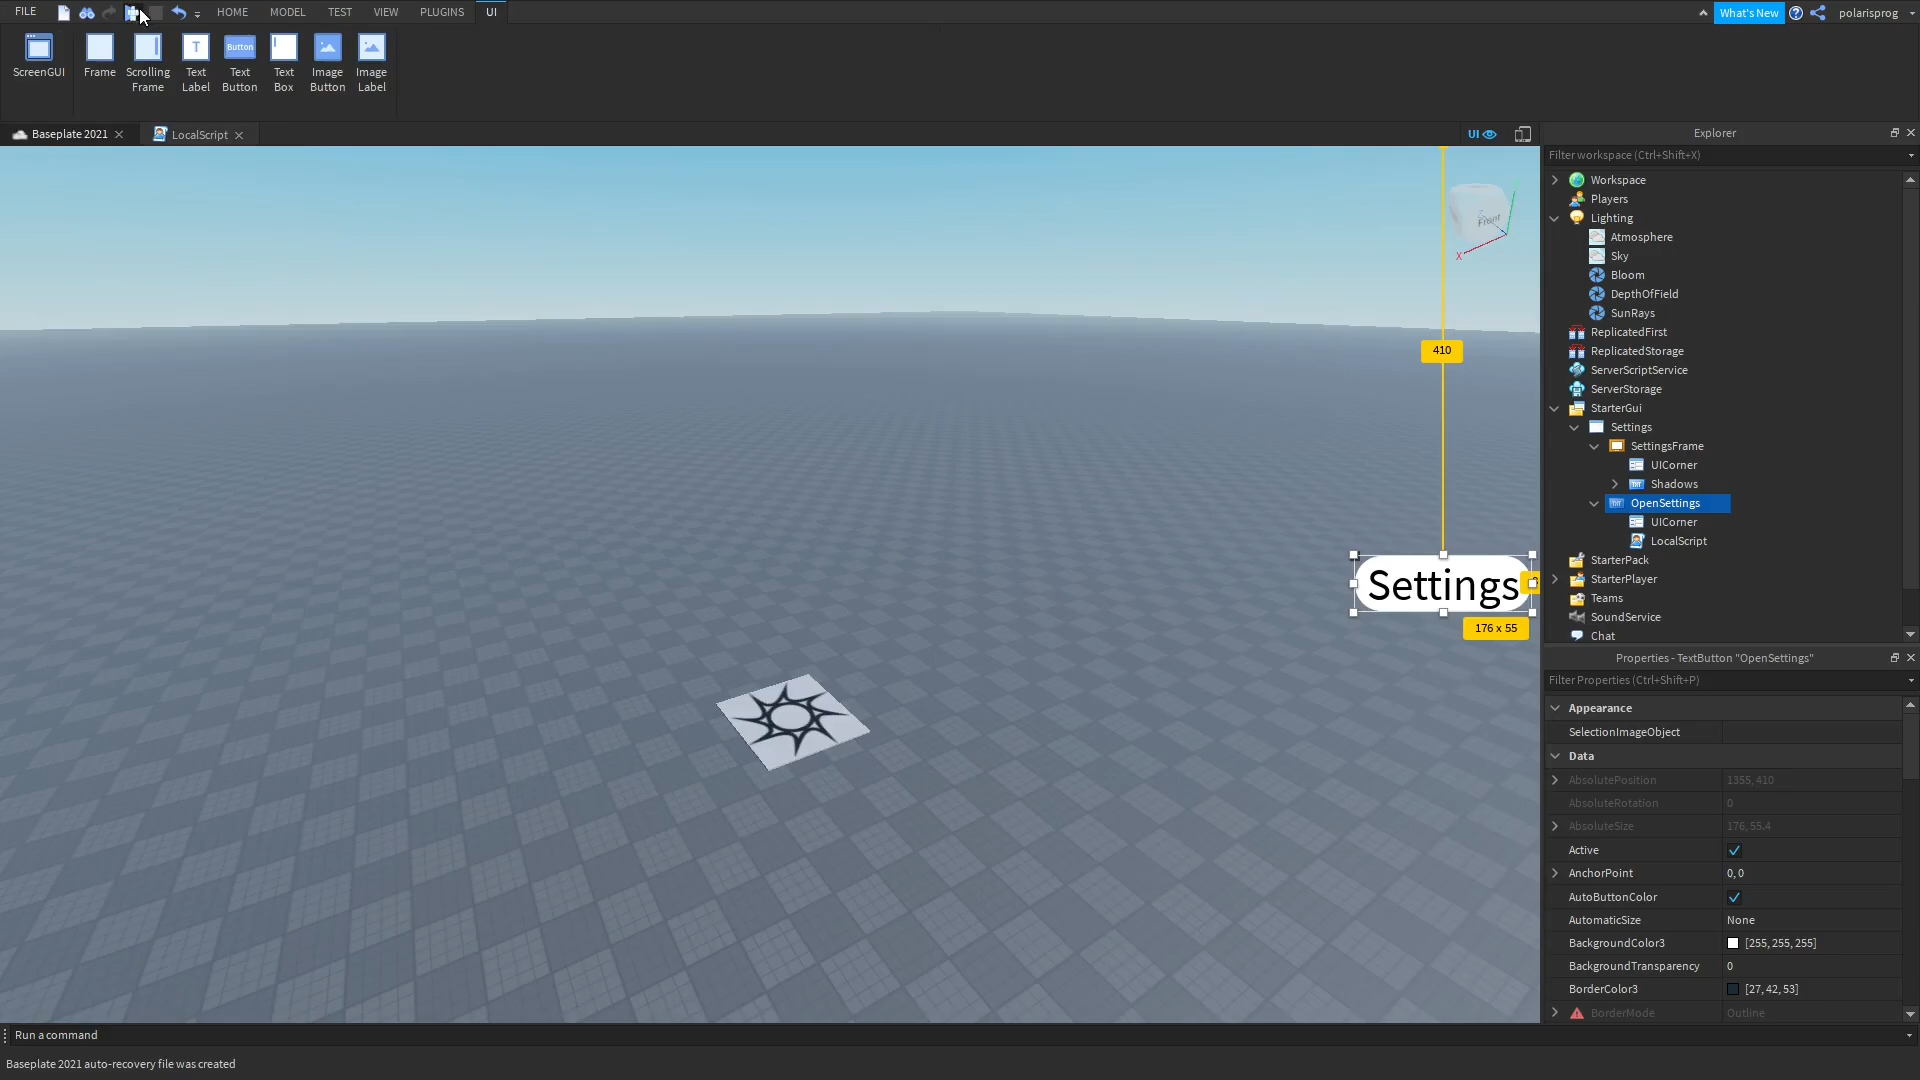 FILE HOME MODEL TEST VIEW PLUGINS UI What's New polarisprog
ScreenGUI Frame Scrolling Frame Text Label Text Button Button Text Box Image Button Image Label
Baseplate 2021 LocalScript UI
Explorer
Filter workspace (Ctrl+Shift+X)
Workspace
Players
Lighting
Atmosphere
Sky
Bloom
DepthOfField
SunRays
ReplicatedFirst
ReplicatedStorage
ServerScriptService
ServerStorage
StarterGui
Settings
SettingsFrame
UICorner
Shadows
OpenSettings
UICorner
LocalScript
StarterPack
StarterPlayer
Teams
SoundService
Chat
Front
X
410
Settings
176 x 55
Properties - TextButton "OpenSettings"
Filter Properties (Ctrl+Shift+P)
Appearance
SelectionImageObject
Data
AbsolutePosition 1355, 410
AbsoluteRotation 0
AbsoluteSize 176, 55.4
Active
AnchorPoint 0, 0
AutoButtonColor
AutomaticSize None
BackgroundColor3 [255, 255, 255]
BackgroundTransparency 0
BorderColor3 [27, 42, 53]
BorderMode Outline
Run a command
Baseplate 2021 auto-recovery file was created